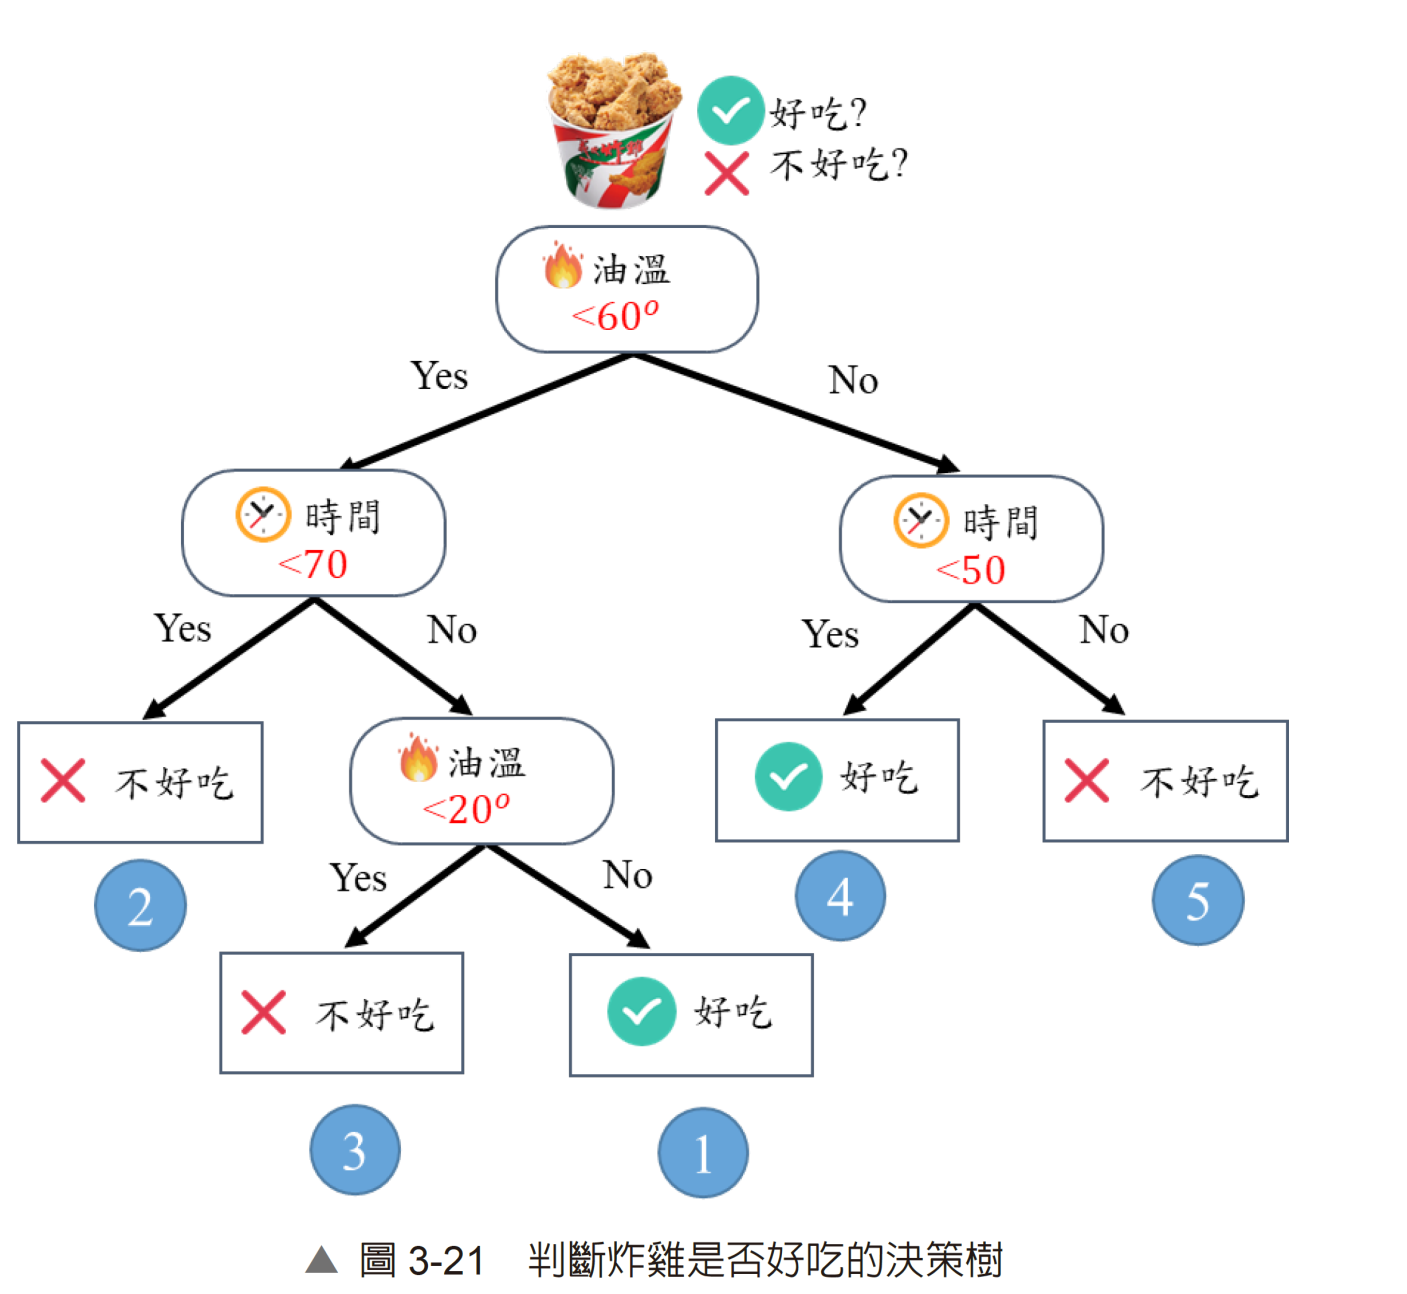 好吃?
不好吃?
油溫
<60°
Yes
No
時間
<70
時間
<50
Yes
No
Yes
No
不好吃
油溫
<20°
好吃
不好吃
2
Yes
No
4
5
不好吃
好吃
3
1
▲ 圖 3-21 判斷炸雞是否好吃的決策樹